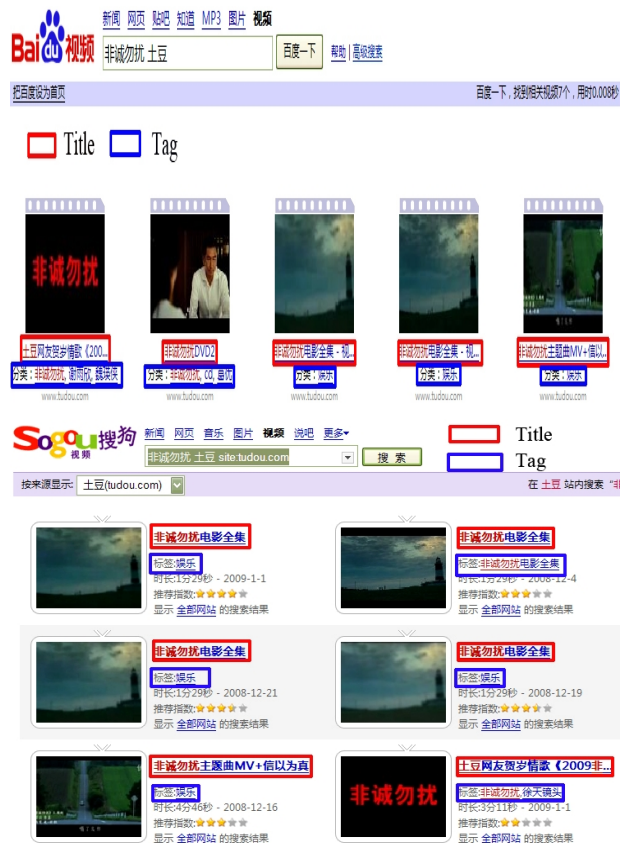 Baidu视频
新闻 网页 贴吧 知道 MP3 图片 视频
非诚勿扰 土豆
百度一下
帮助 | 高级搜索
把百度设为首页
百度一下，找到相关视频7个，用时0.008秒
Title Tag
非诚勿扰
土豆网友贺岁情歌《200...
分类：非诚勿扰, 谢雨欣,
www.tudou.com
非诚勿扰DVD2
分类：非诚勿扰, cd,
www.tudou.com
非诚勿扰电影全集 - 视...
分类：娱乐
www.tudou.com
非诚勿扰电影全集 - 视...
分类：娱乐
www.tudou.com
非诚勿扰主题曲MV+信以...
分类：娱乐
www.tudou.com
Sogou搜狗
视频
新闻 网页 音乐 图片 视频 说吧 更多
非诚勿扰 土豆 site:tudou.com
搜 索
Title
Tag
按来源显示: 土豆(tudou.com)
在 土豆 站内搜索 “非
非诚勿扰电影全集
标签:娱乐
时长:1分29秒 - 2009-1-1
推荐指数:
显示 全部网站 的搜索结果
非诚勿扰电影全集
标签:非诚勿扰电影全集
时长:1分29秒 - 2008-12-4
推荐指数:
显示 全部网站 的搜索结果
非诚勿扰电影全集
标签:娱乐
时长:1分29秒 - 2008-12-21
推荐指数:
显示 全部网站 的搜索结果
非诚勿扰电影全集
标签:娱乐
时长:1分29秒 - 2008-12-19
推荐指数:
显示 全部网站 的搜索结果
非诚勿扰主题曲MV+信以为真
标签:娱乐
时长:4分46秒 - 2008-12-16
推荐指数:
显示 全部网站 的搜索结果
非诚勿扰
土豆网友贺岁情歌《2009非...
标签:非诚勿扰,徐天镜头
时长:3分11秒 - 2009-1-1
推荐指数:
显示 全部网站 的搜索结果